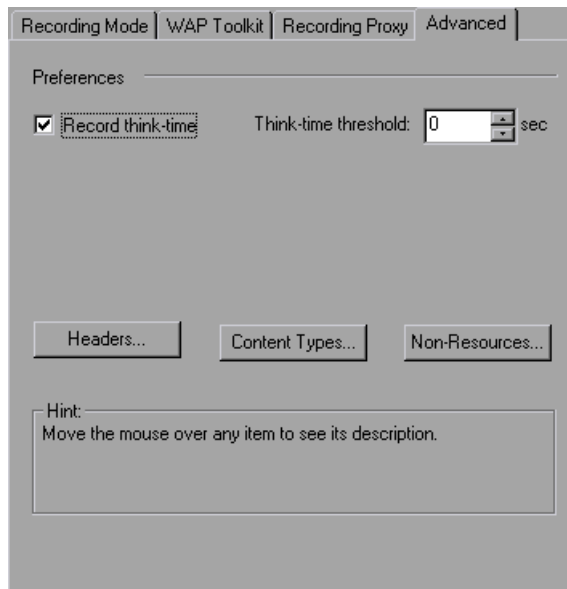 Recording Mode WAP Toolkit Recording Proxy Advanced
Preferences
Record think-time Think-time threshold: 0 sec
Headers... Content Types... Non-Resources...
Hint:
Move the mouse over any item to see its description.